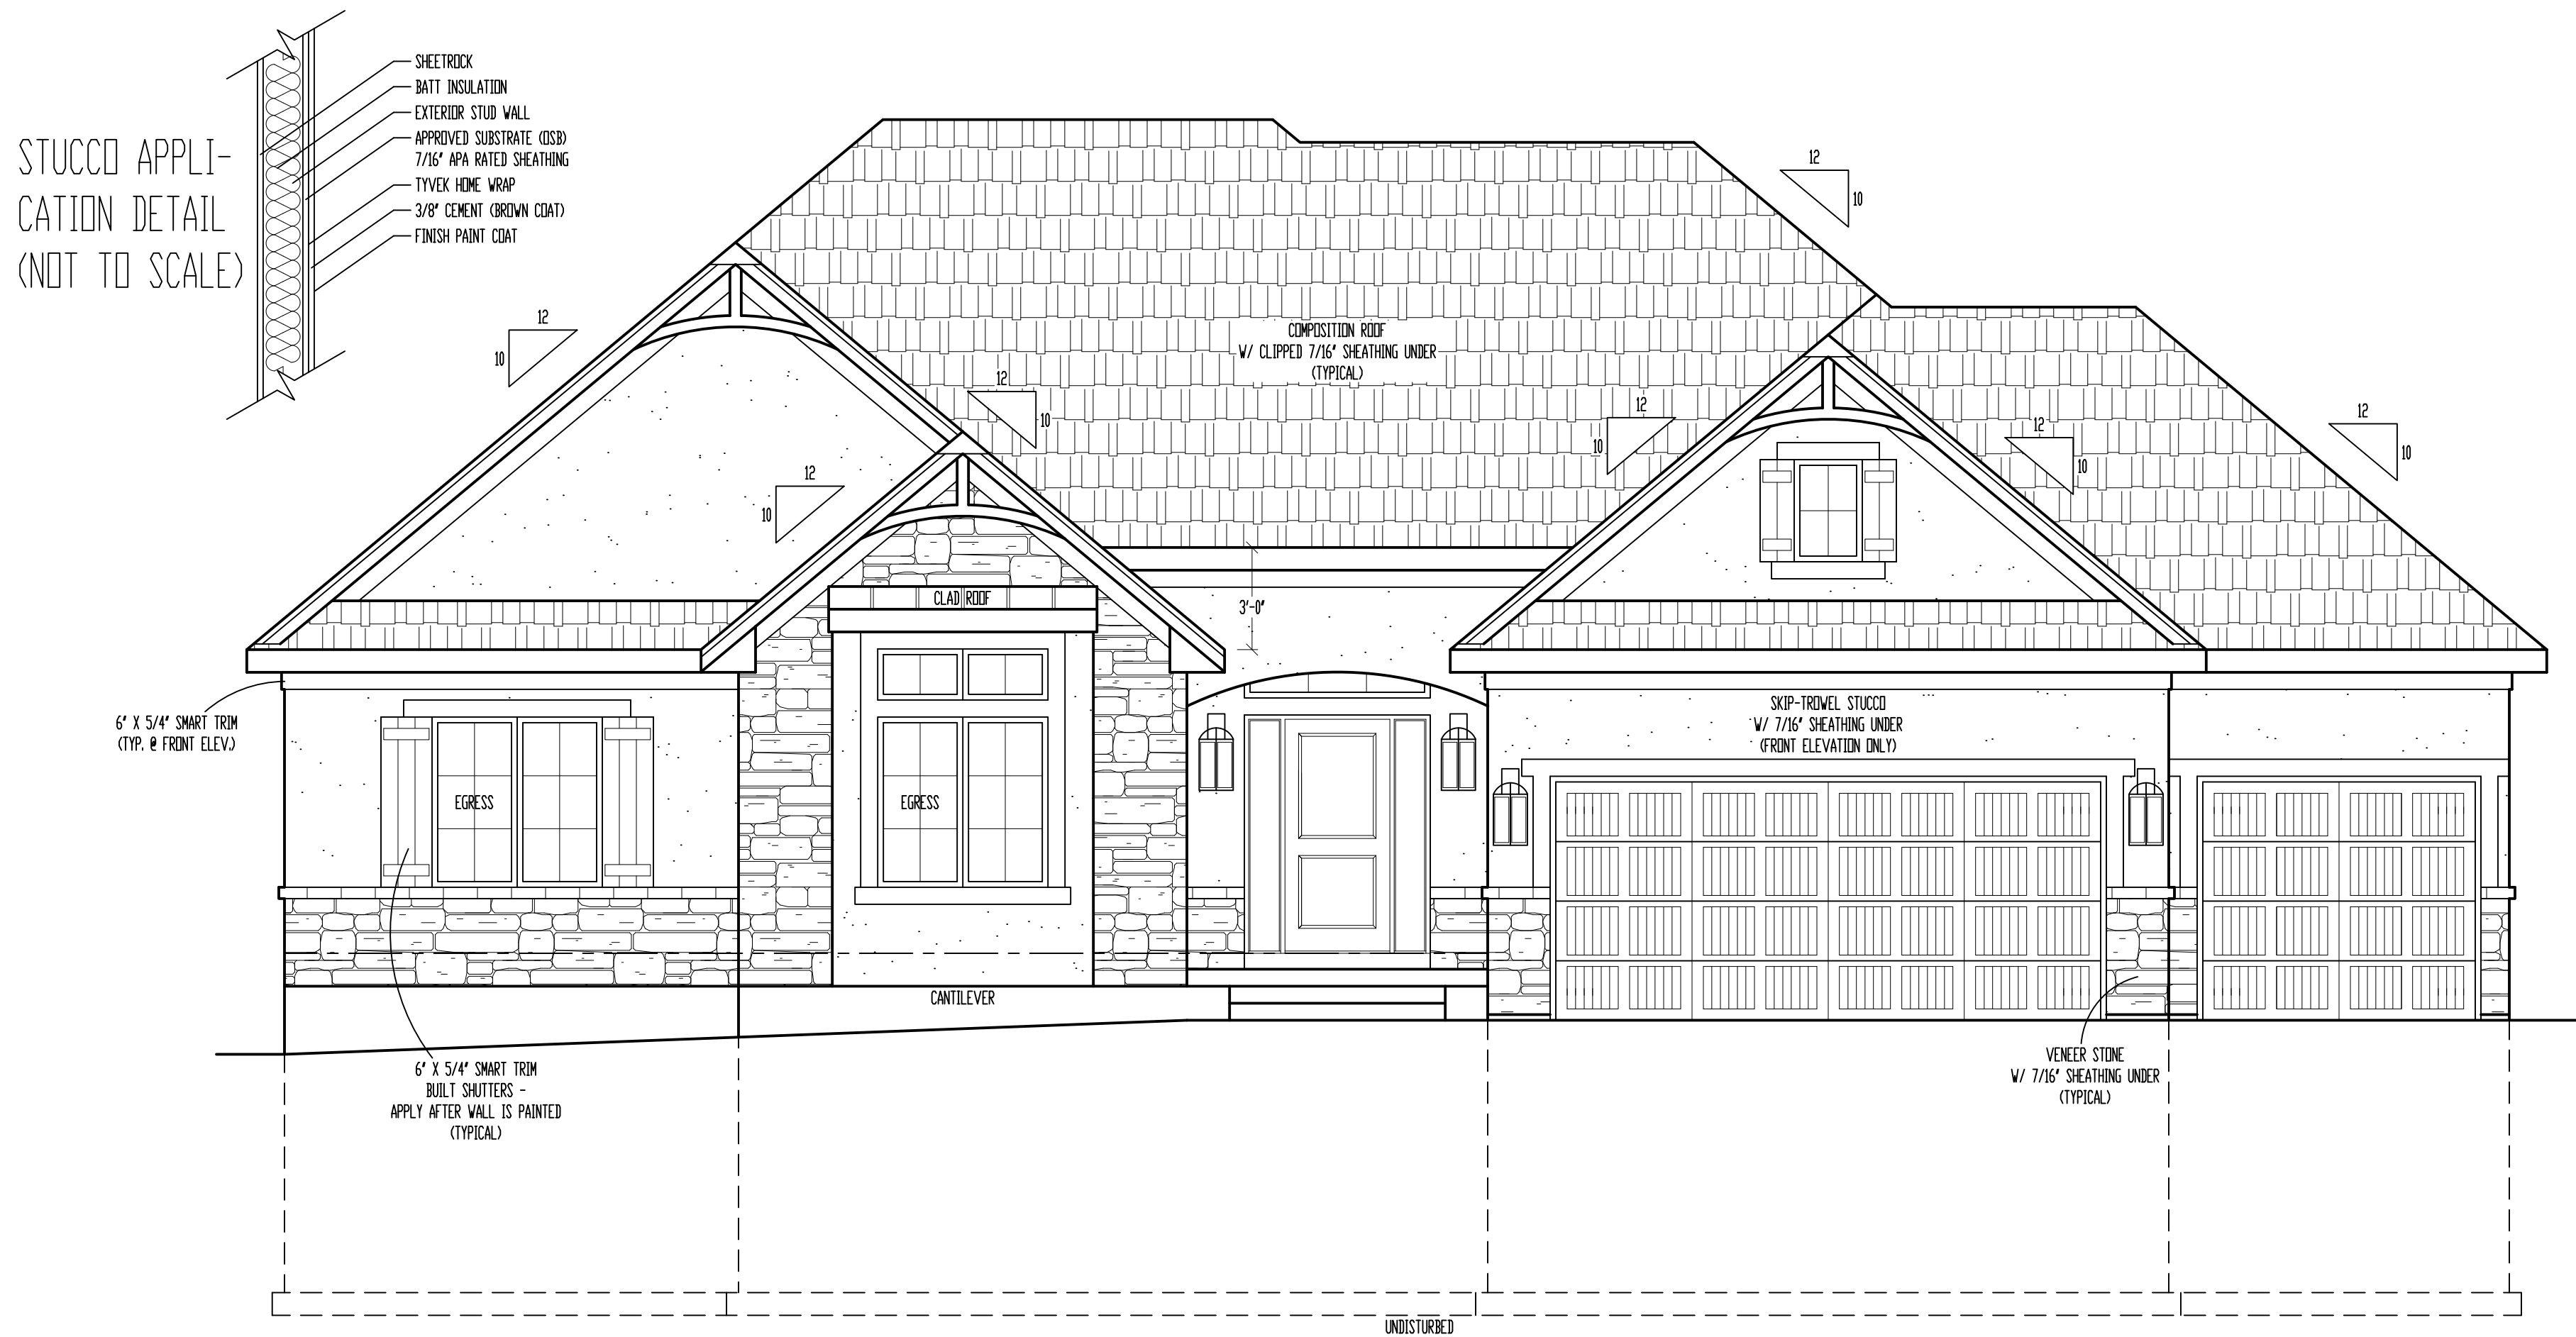 STUCCO APPLI-
CATION DETAIL
(NOT TO SCALE)
SHEETROCK
BATT INSULATION
EXTERIOR STUD WALL
APPROVED SUBSTRATE (OSB)
7/16" APA RATED SHEATHING
TYVEK HOME WRAP
3/8" CEMENT (BROWN COAT)
FINISH PAINT COAT
12
10
12
10
COMPOSITION ROOF
W/ CLIPPED 7/16" SHEATHING UNDER
(TYPICAL)
12
10
12
10
12
10
12
10
12
10
CLAD ROOF
3'-0"
6" X 5/4" SMART TRIM
(TYP. @ FRONT ELEV.)
SKIP-TROWEL STUCCO
W/ 7/16" SHEATHING UNDER
(FRONT ELEVATION ONLY)
EGRESS
EGRESS
CANTILEVER
6" X 5/4" SMART TRIM
BUILT SHUTTERS -
APPLY AFTER WALL IS PAINTED
(TYPICAL)
VENEER STONE
W/ 7/16" SHEATHING UNDER
(TYPICAL)
UNDISTURBED